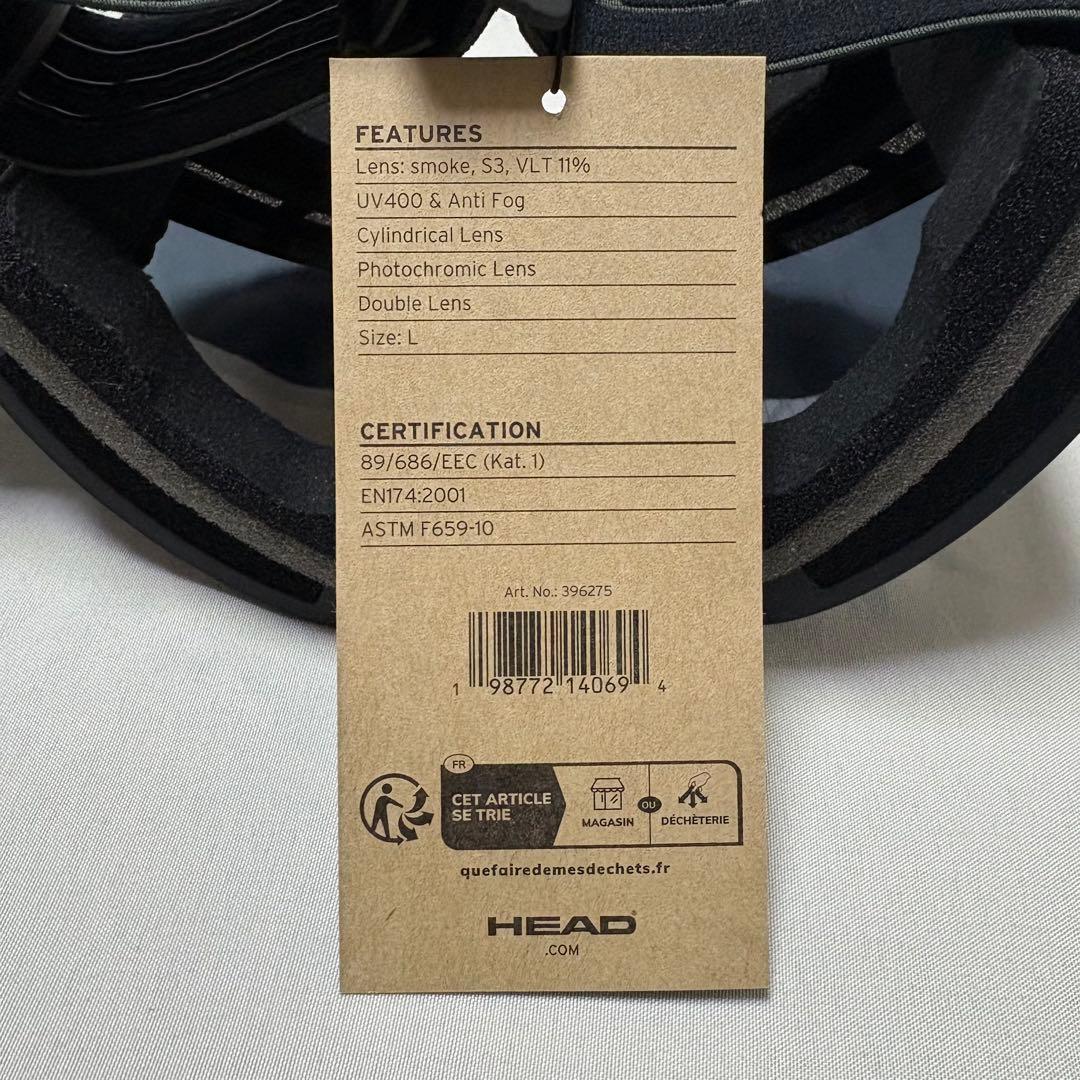 FEATURES
Lens: smoke, S3, VLT 11%
UV400 & Anti Fog
Cylindrical Lens
Photochromic Lens
Double Lens
Size: L
CERTIFICATION
89/686/EEC (Kat. 1)
EN174:2001
ASTM F659-10
Art. No.: 396275
1 98772 14069 4
FR
CET ARTICLE
SE TRIE
MAGASIN
OU
DÉCHÈTERIE
quefairedemesdechets.fr
HEAD®
.COM